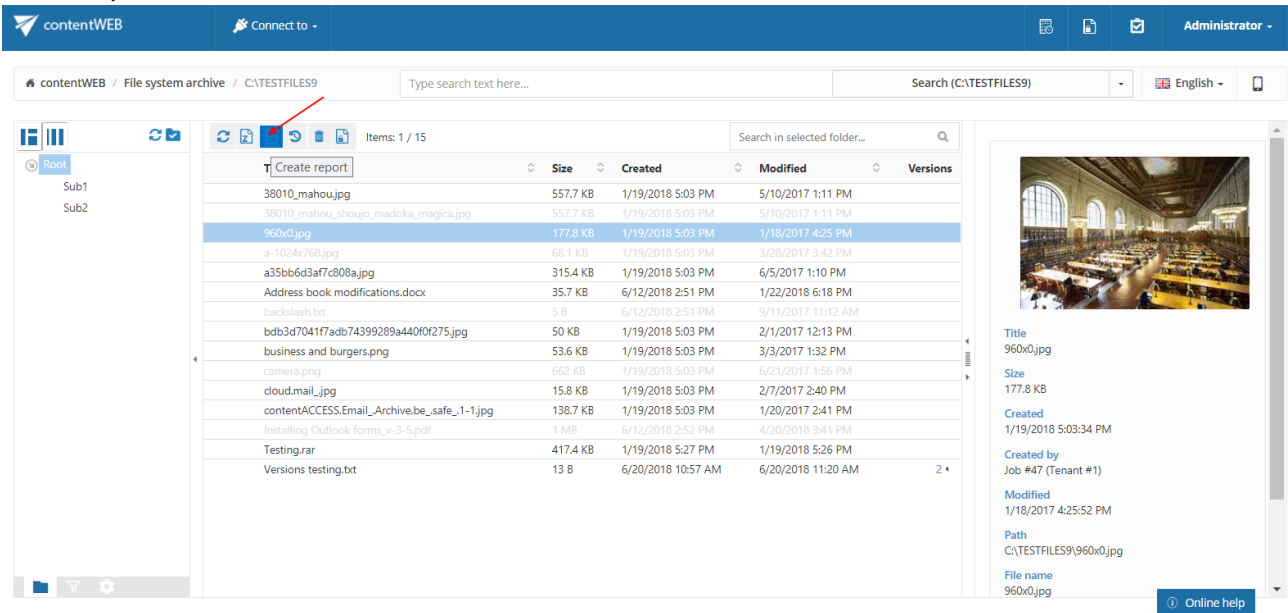 contentWEB Connect to Administrator
contentWEB / File system archive / C:\TESTFILES9 Type search text here... Search (C:\TESTFILES9) English
Items: 1 / 15 Search in selected folder...
Root
Sub1
Sub2
T Create report Size Created Modified Versions
38010_mahou.jpg 557.7 KB 1/19/2018 5:03 PM 5/10/2017 1:11 PM
38010_mahou_shoujo_madoka_magica.jpg 557.7 KB 1/19/2018 5:03 PM 5/10/2017 1:11 PM
960x0.jpg 177.8 KB 1/19/2018 5:03 PM 1/18/2017 4:25 PM
a-1024x768.jpg 68.1 KB 1/19/2018 5:03 PM 3/28/2017 3:42 PM
a35bb6d3af7c808a.jpg 315.4 KB 1/19/2018 5:03 PM 6/5/2017 1:10 PM
Address book modifications.docx 35.7 KB 6/12/2018 2:51 PM 1/22/2018 6:18 PM
backslash.txt 5 B 6/12/2018 2:51 PM 9/11/2017 11:12 AM
bdb3d7041f7adb74399289a440f0f275.jpg 50 KB 1/19/2018 5:03 PM 2/1/2017 12:13 PM
business and burgers.png 53.6 KB 1/19/2018 5:03 PM 3/3/2017 1:32 PM
camera.png 662 KB 1/19/2018 5:03 PM 6/21/2017 1:56 PM
cloud.mail_.jpg 15.8 KB 1/19/2018 5:03 PM 2/7/2017 2:40 PM
contentACCESS.Email_.Archive.be_.safe_.1-1.jpg 138.7 KB 1/19/2018 5:03 PM 1/20/2017 2:41 PM
Installing Outlook forms_v-3-5.pdf 1 MB 6/12/2018 2:52 PM 4/20/2018 3:41 PM
Testing.rar 417.4 KB 1/19/2018 5:27 PM 1/19/2018 5:26 PM
Versions testing.txt 13 B 6/20/2018 10:57 AM 6/20/2018 11:20 AM 2
Title
960x0.jpg
Size
177.8 KB
Created
1/19/2018 5:03:34 PM
Created by
Job #47 (Tenant #1)
Modified
1/18/2017 4:25:52 PM
Path
C:\TESTFILES9\960x0.jpg
File name
960x0.jpg
Online help